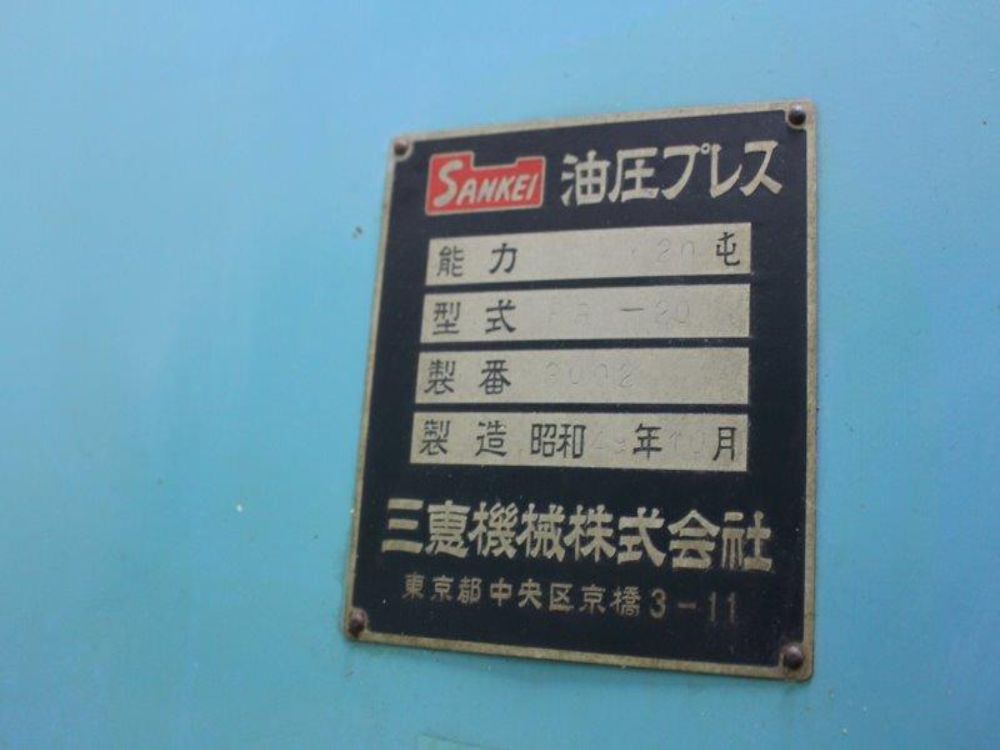 SANKEI 油圧プレス
能力 20 屯
型式 -20
製番 3002
製造 昭和 年 月
三恵機械株式会社
東京都中央区京橋3-11